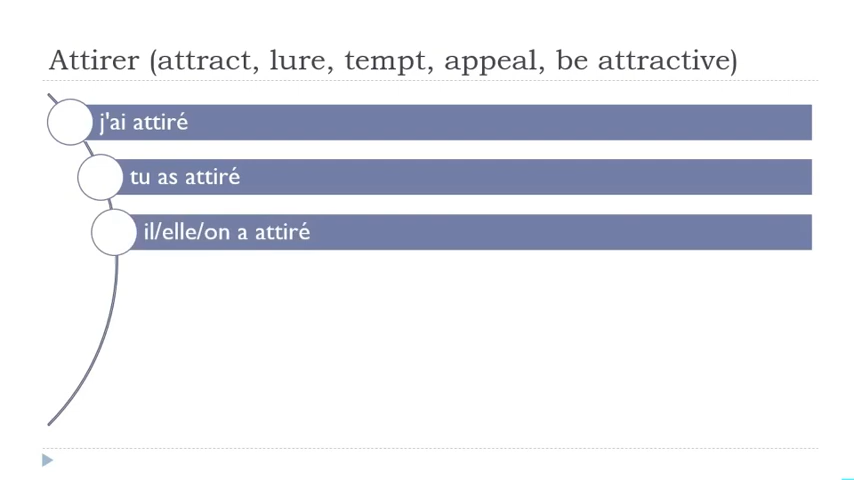 Attirer (attract, lure, tempt, appeal, be attractive)
j'ai attiré
tu as attiré
il/elle/on a attiré